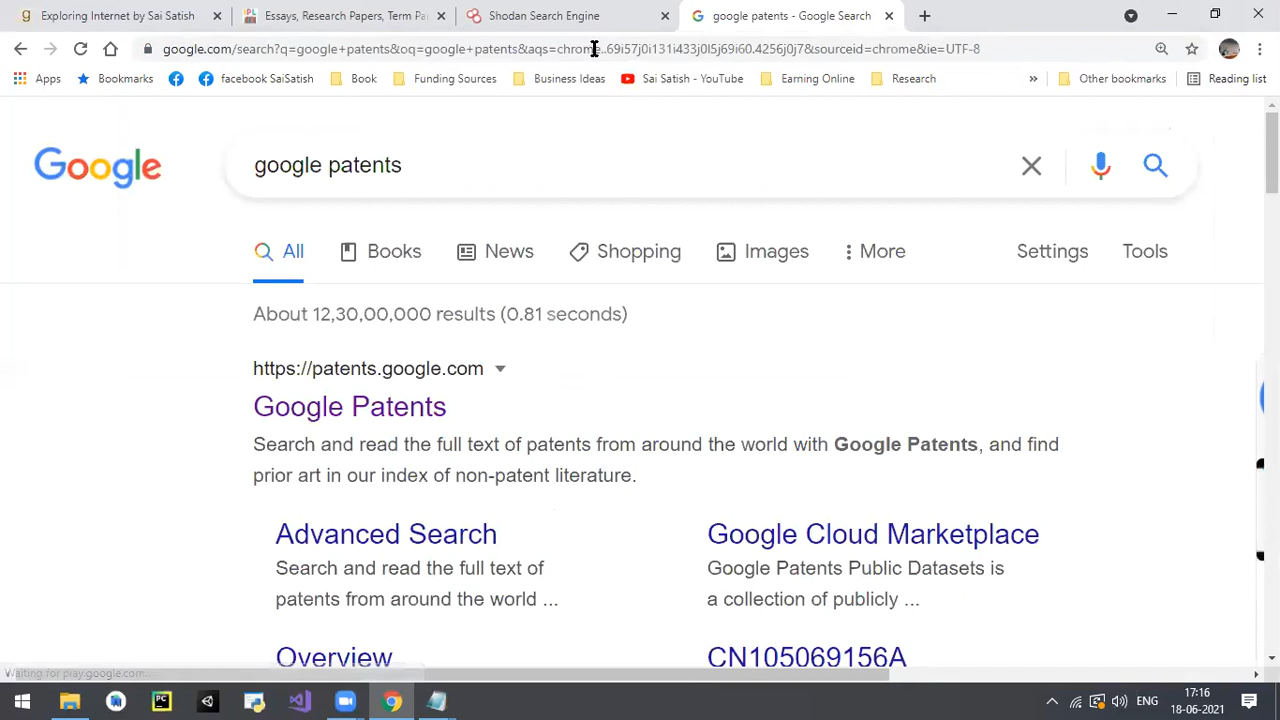 Exploring Internet by Sai Satish
Essays, Research Papers, Term Pa
Shodan Search Engine
google patents - Google Search
google.com/search?q=google+patents&oq=google+patents&aqs=chrome..69i57j0i131i433j0l5j69i60.4256j0j7&sourceid=chrome&ie=UTF-8
Apps
Bookmarks
facebook SaiSatish
Book
Funding Sources
Business Ideas
Sai Satish - YouTube
Earning Online
Research
»
Other bookmarks
Reading list
Google
google patents
All
Books
News
Shopping
Images
More
Settings
Tools
About 12,30,00,000 results (0.81 seconds)
https://patents.google.com
Google Patents
Search and read the full text of patents from around the world with Google Patents, and find
prior art in our index of non-patent literature.
Advanced Search
Search and read the full text of
patents from around the world ...
Google Cloud Marketplace
Google Patents Public Datasets is
a collection of publicly ...
Overview
CN105069156A
Waiting for pray.google.com...
ENG
17:16
18-06-2021